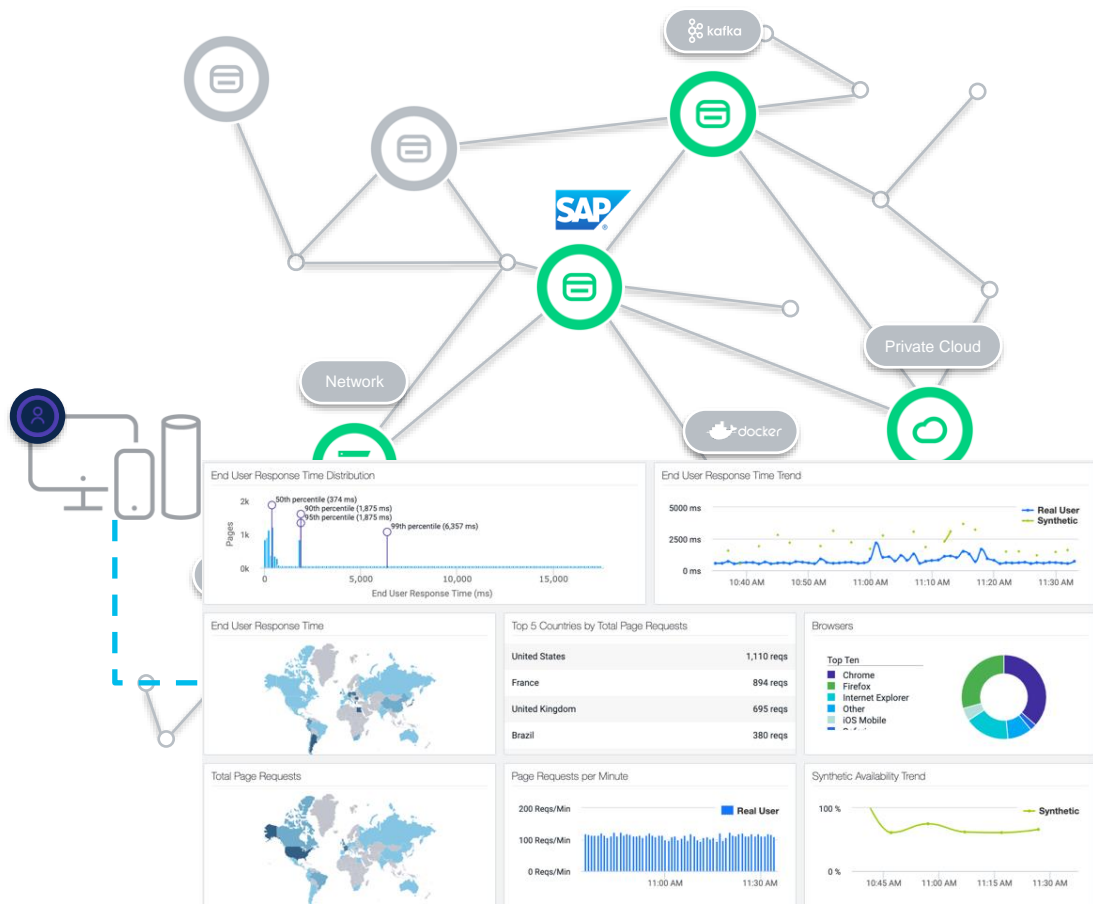 kafka
SAP
®
Private Cloud
Network
docker
End User Response Time Distribution
2k
1k
0k
Pages
50th percentile (374 ms)
90th percentile (1,875 ms)
95th percentile (1,875 ms)
99th percentile (6,357 ms)
0
5,000
10,000
15,000
End User Response Time (ms)
End User Response Time Trend
5000 ms
2500 ms
0 ms
Real User
Synthetic
10:40 AM
10:50 AM
11:00 AM
11:10 AM
11:20 AM
11:30 AM
End User Response Time
Top 5 Countries by Total Page Requests
United States 1,110 reqs
France 894 reqs
United Kingdom 695 reqs
Brazil 380 reqs
Browsers
Top Ten
Chrome
Firefox
Internet Explorer
Other
iOS Mobile
Total Page Requests
Page Requests per Minute
200 Reqs/Min
100 Reqs/Min
0 Reqs/Min
Real User
11:00 AM
11:30 AM
Synthetic Availability Trend
100 %
0 %
Synthetic
10:45 AM
11:00 AM
11:15 AM
11:30 AM